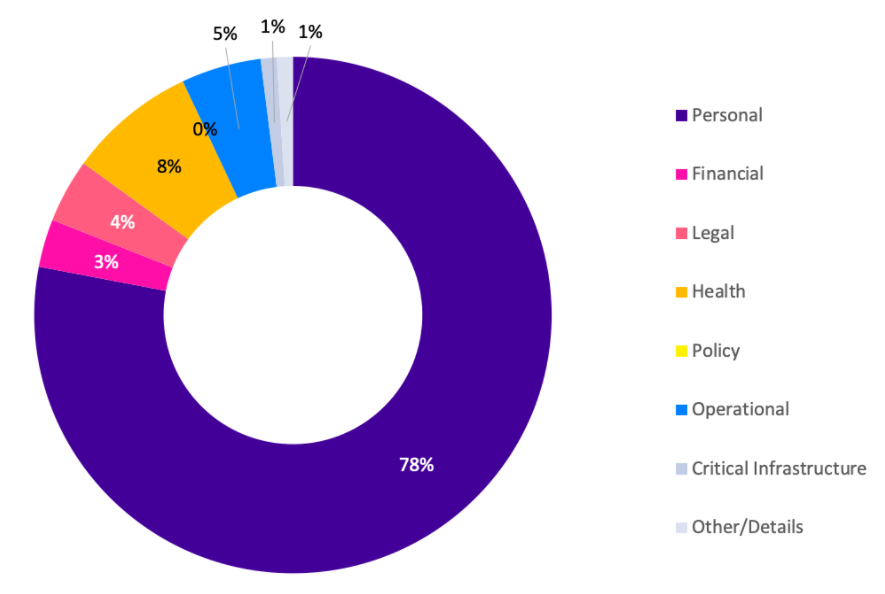 5%
1%
1%
0%
8%
4%
3%
78%
Personal
Financial
Legal
Health
Policy
Operational
Critical Infrastructure
Other/Details